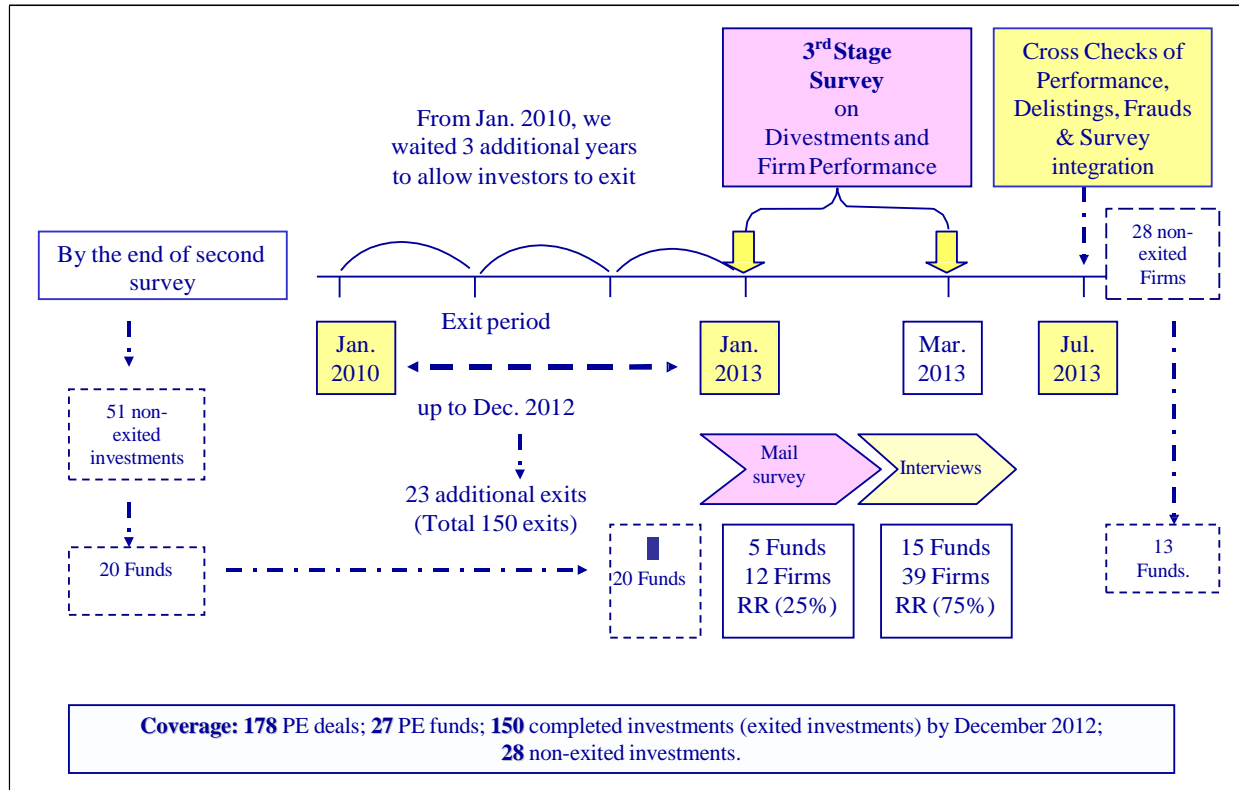 3rd Stage
Survey
on
Divestments and
Firm Performance
Cross Checks of
Performance,
Delistings, Frauds
& Survey
integration
From Jan. 2010, we
waited 3 additional years
to allow investors to exit
By the end of second
survey
28 non-
exited
Firms
Exit period
Jan.
2010
Jan.
2013
Mar.
2013
Jul.
2013
up to Dec. 2012
51 non-
exited
investments
Mail
survey
Interviews
23 additional exits
(Total 150 exits)
20 Funds
20 Funds
5 Funds
12 Firms
RR (25%)
15 Funds
39 Firms
RR (75%)
13
Funds.
Coverage: 178 PE deals; 27 PE funds; 150 completed investments (exited investments) by December 2012;
28 non-exited investments.